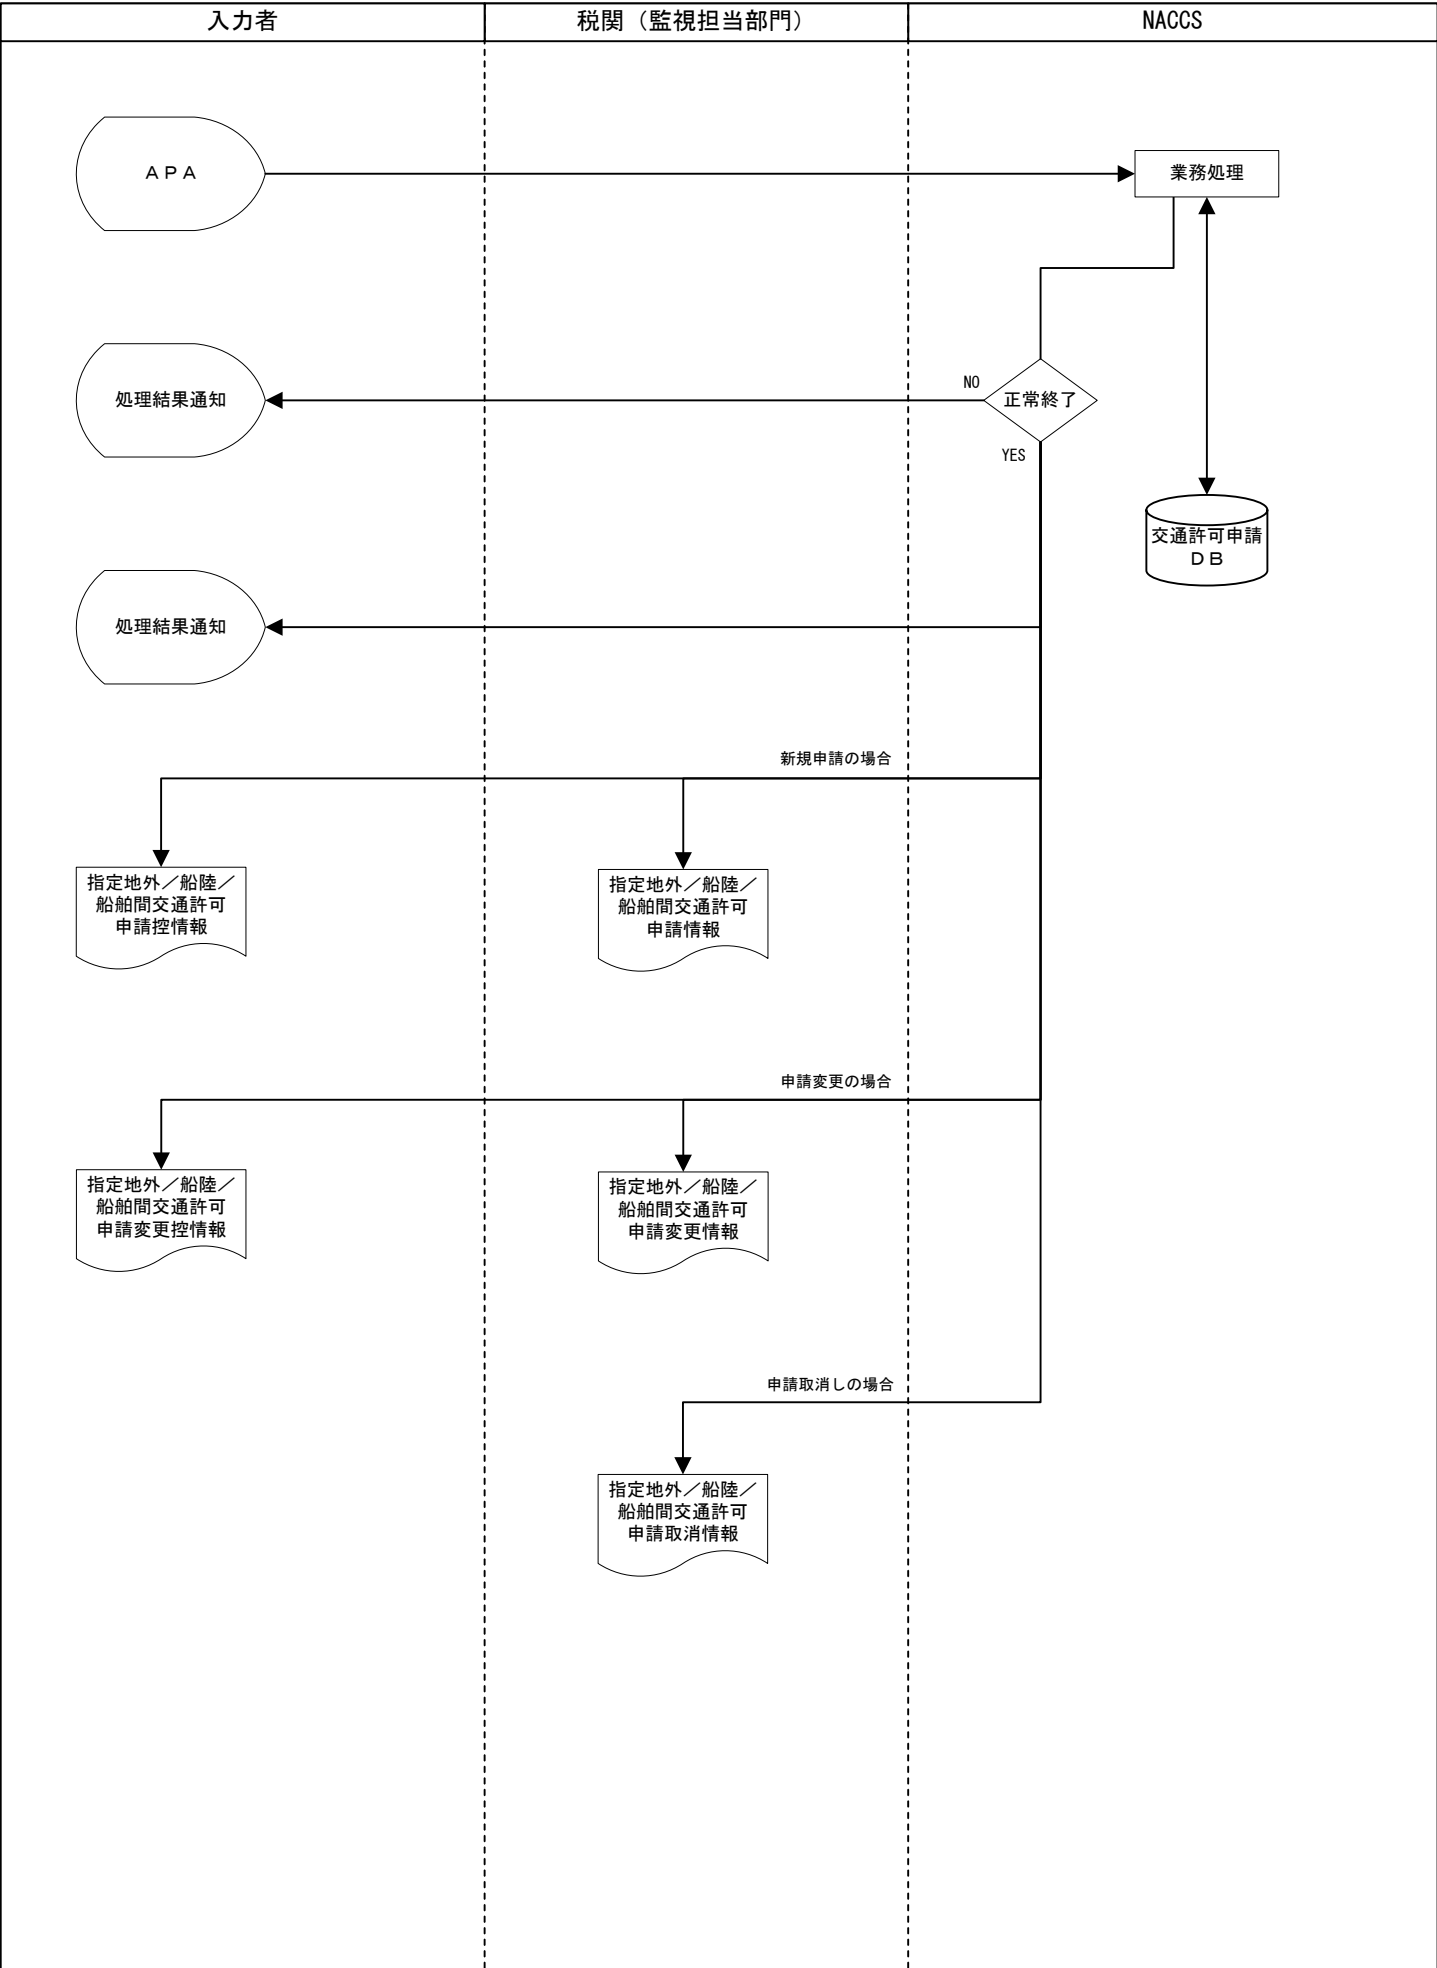 入力者
税関（監視担当部門）
NACCS
ＡＰＡ
業務処理
処理結果通知
NO
正常終了
YES
交通許可申請
ＤＢ
処理結果通知
新規申請の場合
指定地外／船陸／
船舶間交通許可
申請控情報
指定地外／船陸／
船舶間交通許可
申請情報
申請変更の場合
指定地外／船陸／
船舶間交通許可
申請変更控情報
指定地外／船陸／
船舶間交通許可
申請変更情報
申請取消しの場合
指定地外／船陸／
船舶間交通許可
申請取消情報